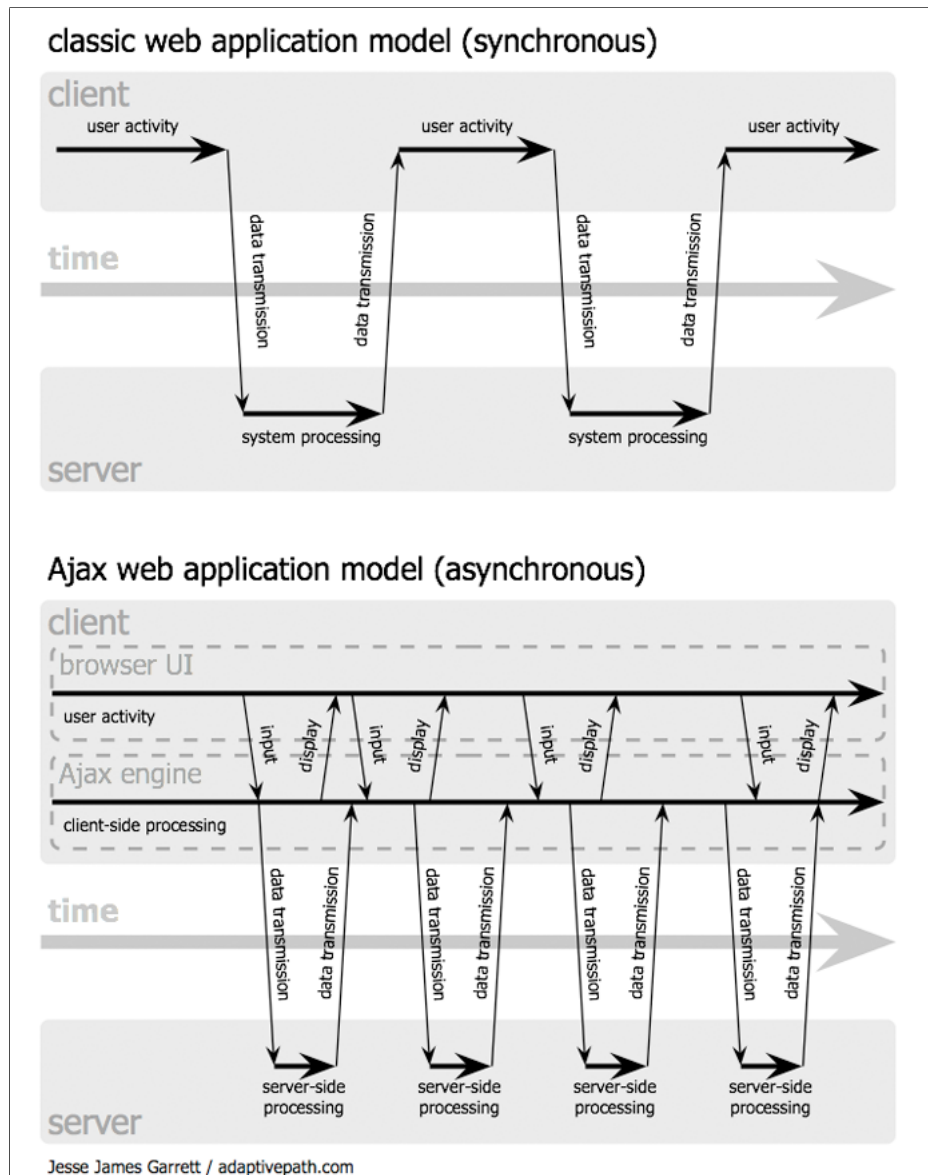 classic web application model (synchronous)
client
user activity
user activity
user activity
data transmission
data transmission
data transmission
data transmission
time
system processing
system processing
server
Ajax web application model (asynchronous)
client
browser UI
user activity
input
display
input
display
input
display
input
display
Ajax engine
client-side processing
data transmission
data transmission
data transmission
data transmission
data transmission
data transmission
data transmission
data transmission
time
server-side
processing
server-side
processing
server-side
processing
server-side
processing
server
Jesse James Garrett / adaptivepath.com